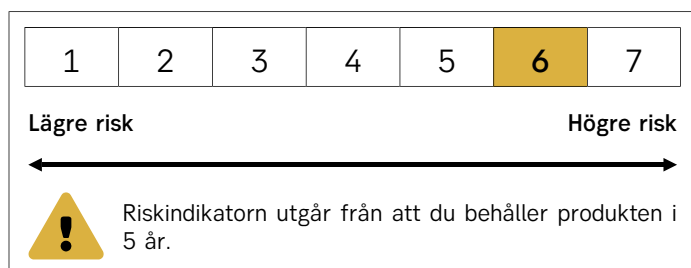 1 2 3 4 5 6 7
Lägre risk Högre risk
Riskindikatorn utgår från att du behåller produkten i
5 år.